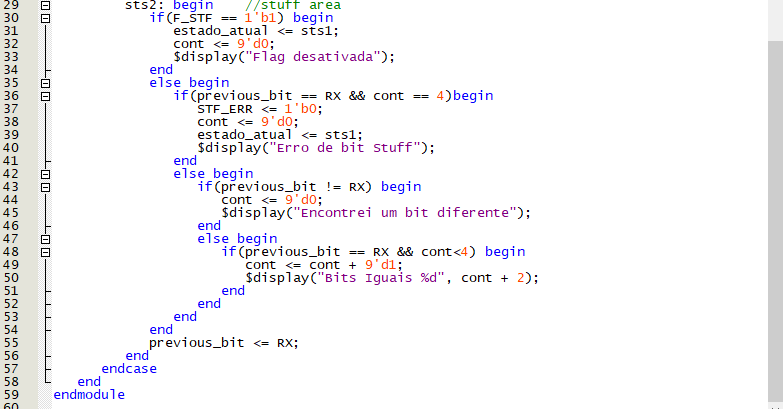 29 sts2: begin //stuff area
30 if(F_STF == 1'b1) begin
31 estado_atual <= sts1;
32 cont <= 9'd0;
33 $display("Flag desativada");
34 end
35 else begin
36 if(previous_bit == RX && cont == 4)begin
37 STF_ERR <= 1'b0;
38 cont <= 9'd0;
39 estado_atual <= sts1;
40 $display("Erro de bit Stuff");
41 end
42 else begin
43 if(previous_bit != RX) begin
44 cont <= 9'd0;
45 $display("Encontrei um bit diferente");
46 end
47 else begin
48 if(previous_bit == RX && cont<4) begin
49 cont <= cont + 9'd1;
50 $display("Bits Iguais %d", cont + 2);
51 end
52 end
53 end
54 end
55 previous_bit <= RX;
56 end
57 endcase
58 end
59 endmodule
60